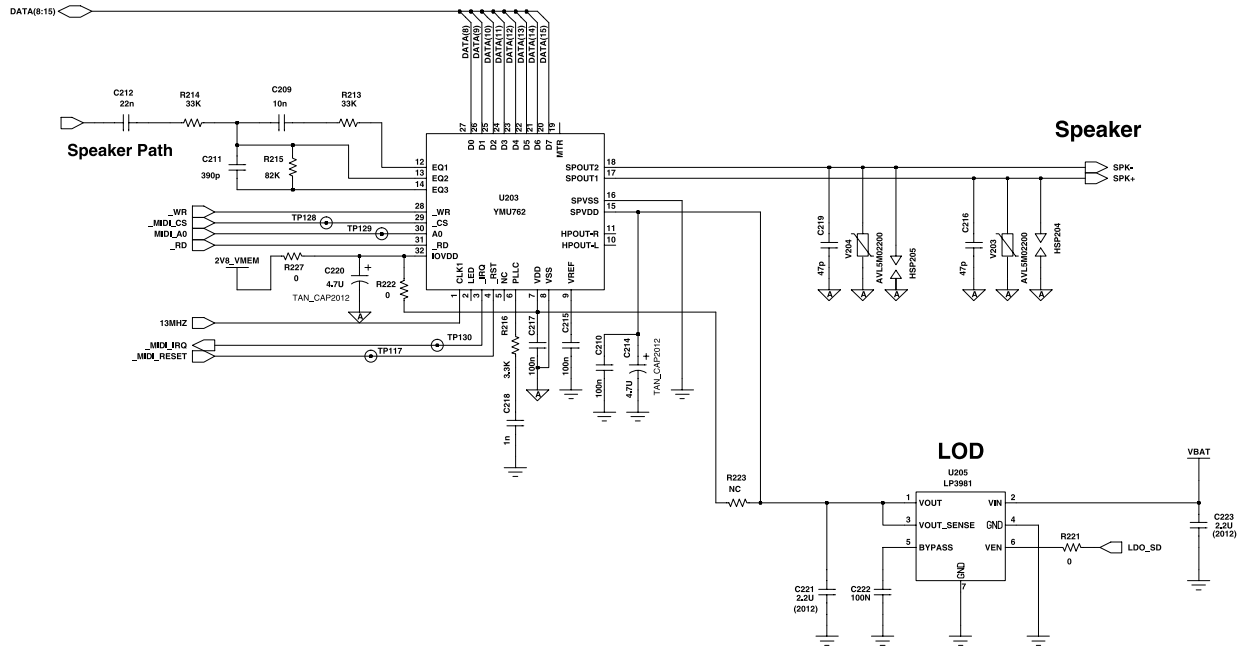 DATA(8:15)
DATA(8)
DATA(9)
DATA(10)
DATA(11)
DATA(12)
DATA(13)
DATA(14)
DATA(15)
C212
22n
R214
33K
C209
10n
R213
33K
27
26
25
24
23
22
21
20
19
D0
D1
D2
D3
D4
D5
D6
D7
MTR
Speaker Path
Speaker
C211
390p
R215
82K
12
13
14
EQ1
EQ2
EQ3
U203
YMU762
SPOUT2
SPOUT1
18
17
SPK-
SPK+
SPVSS
SPVDD
16
15
HPOUT-R
HPOUT-L
11
10
_WR
_MIDI_CS
MIDI_A0
_RD
TP128
TP129
28
29
30
31
32
_WR
_CS
A0
_RD
IOVDD
2V8_VMEM
R227
0
C220
4.7U
+
TAN_CAP2012
R222
0
A
CLK1
LED
_IRQ
_RST
NC
PLLC
VDD
VSS
VREF
1
2
3
4
5
6
7
8
9
C219
47p
V204
AVL5M02200
HSP205
C216
47p
V203
AVL5M02200
HSP204
A
A
A
A
A
A
13MHZ
_MIDI_IRQ
_MIDI_RESET
TP130
TP117
R216
3.3K
C218
1n
C217
100n
A
C215
100n
C210
100n
C214
4.7U
+
TAN_CAP2012
LOD
U205
LP3981
VBAT
R223
NC
1
3
5
VOUT
VOUT_SENSE
BYPASS
VIN
GND
VEN
2
4
6
GND
7
R221
0
LDO_SD
C223
2.2U
(2012)
C221
2.2U
(2012)
C222
100N